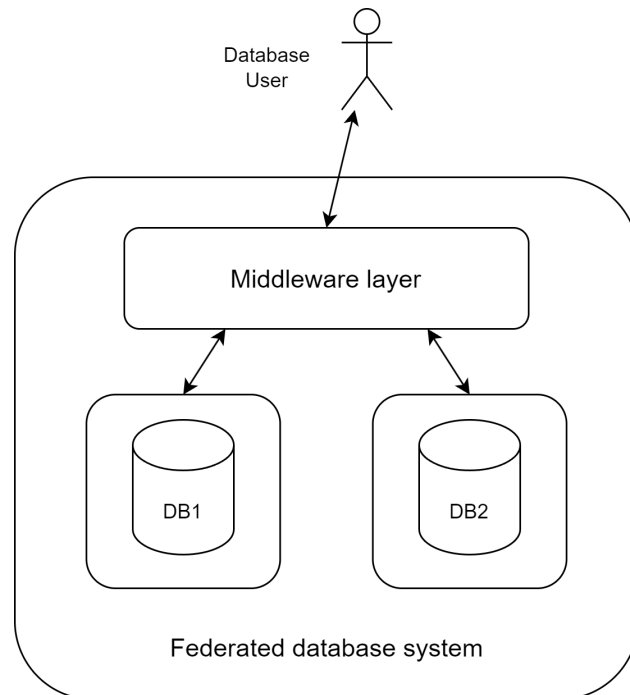 Database
User
Middleware layer
DB1
DB2
Federated database system